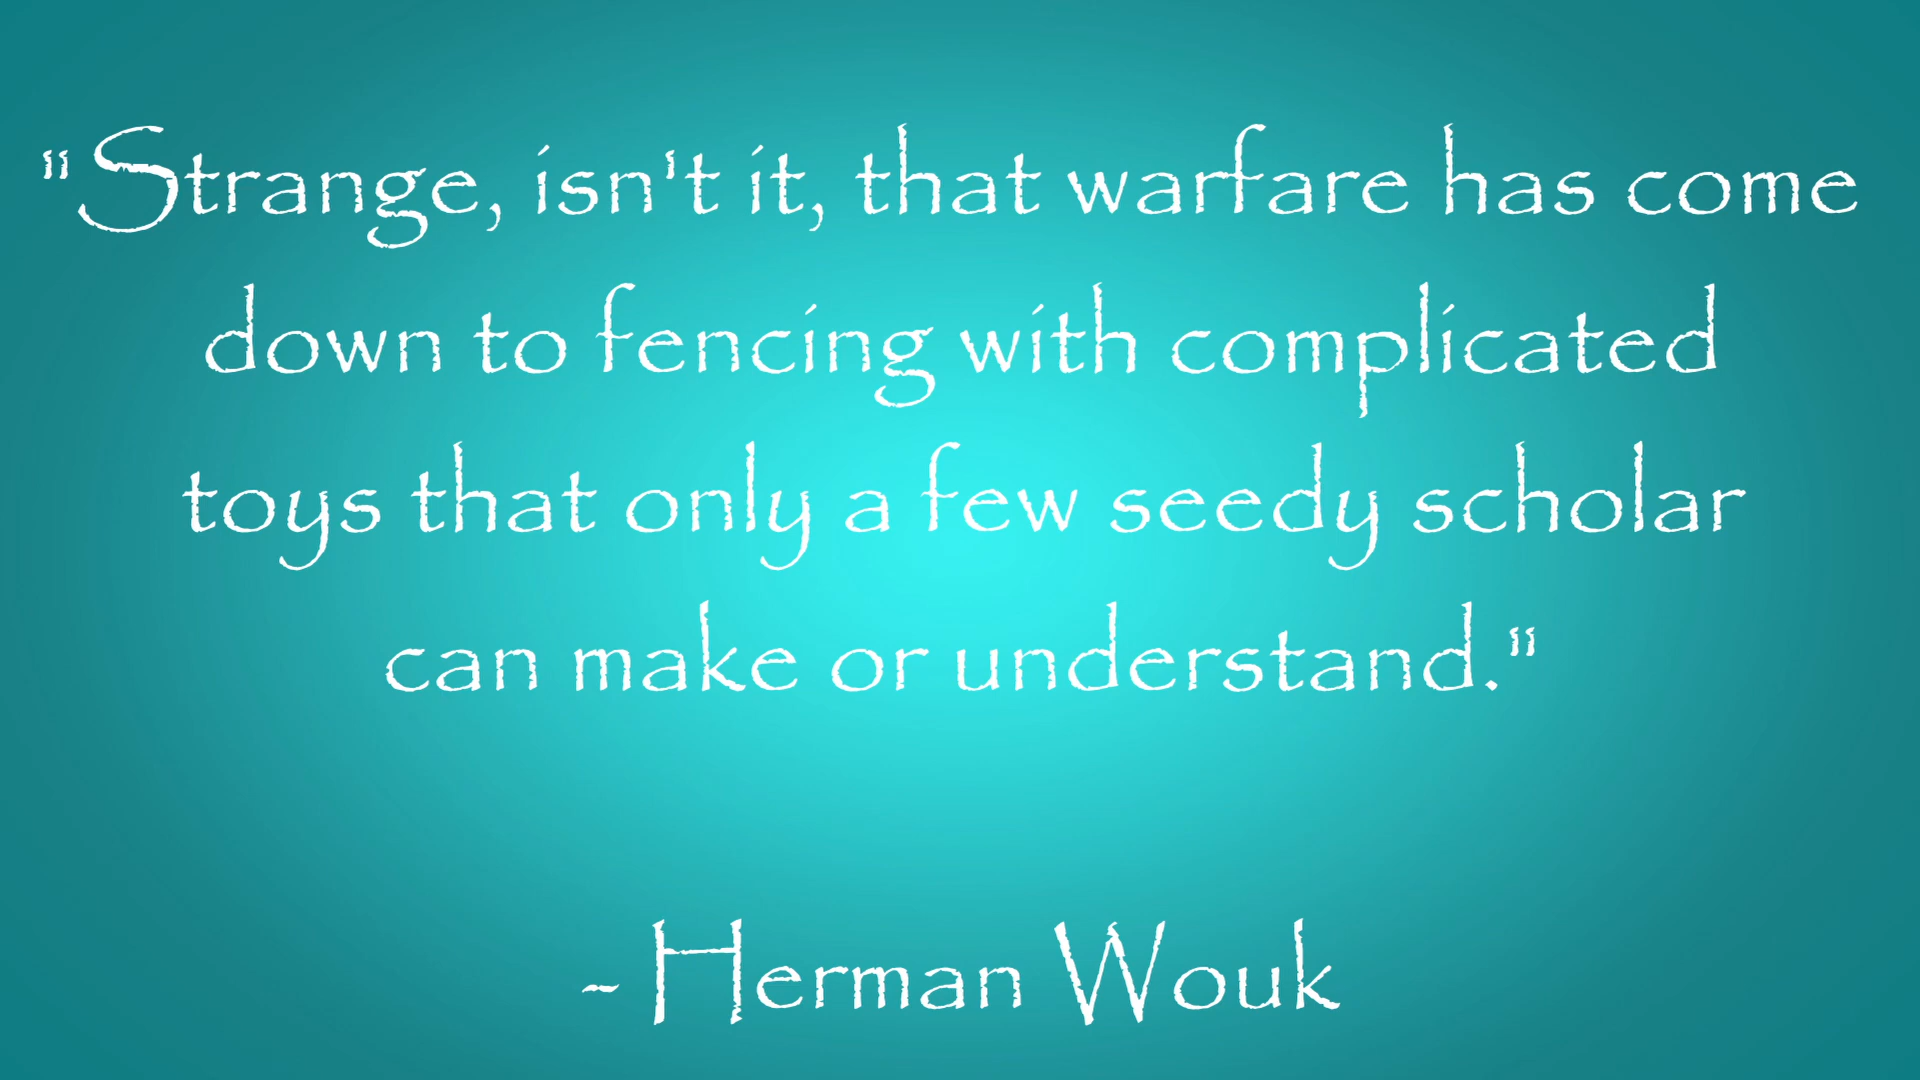 "Strange, isn't it, that warfare has come
down to fencing with complicated
toys that only a few seedy scholar
can make or understand."
~ Herman Wouk